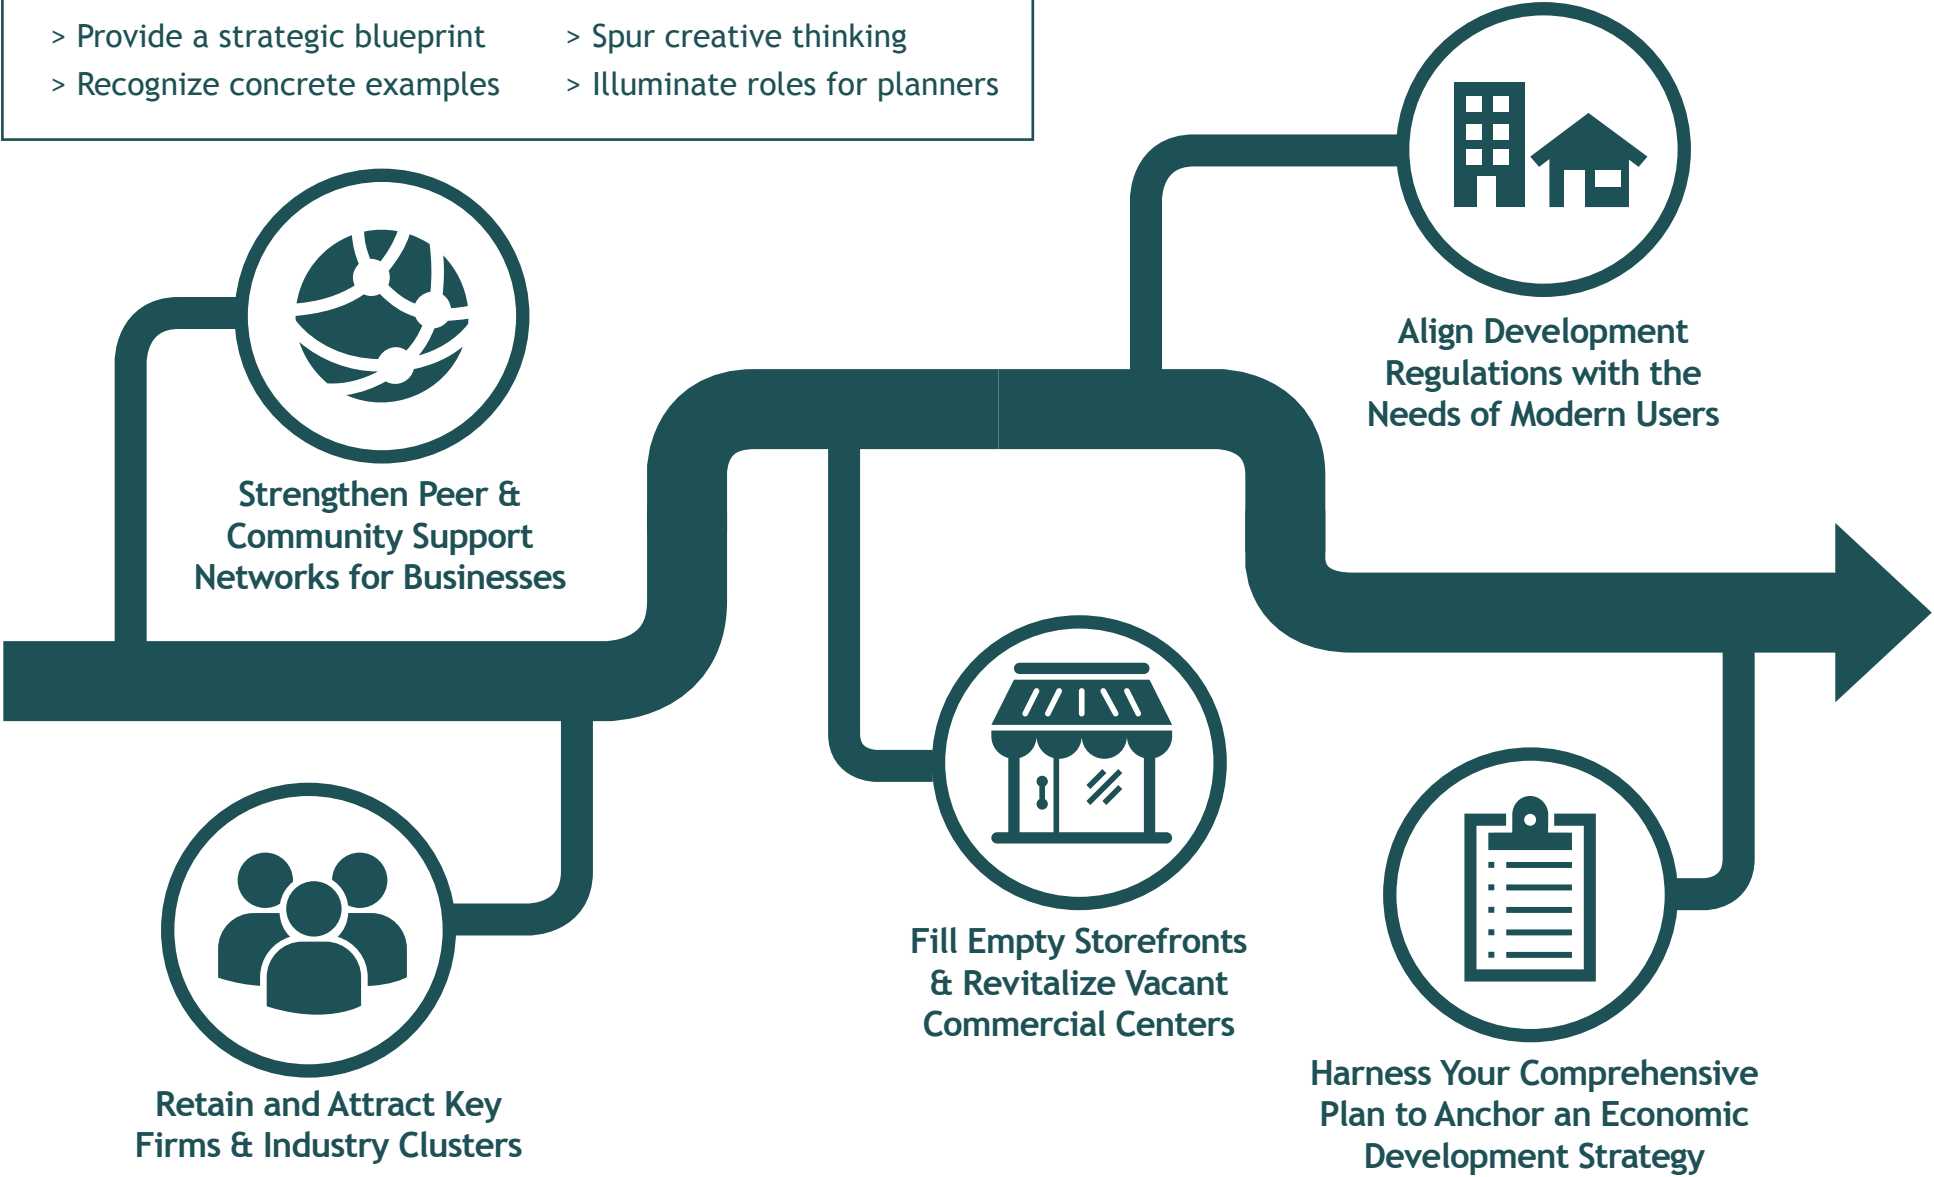 > Provide a strategic blueprint
> Recognize concrete examples
> Spur creative thinking
> Illuminate roles for planners
Strengthen Peer &
Community Support
Networks for Businesses
Retain and Attract Key
Firms & Industry Clusters
Fill Empty Storefronts
& Revitalize Vacant
Commercial Centers
Align Development
Regulations with the
Needs of Modern Users
Harness Your Comprehensive
Plan to Anchor an Economic
Development Strategy